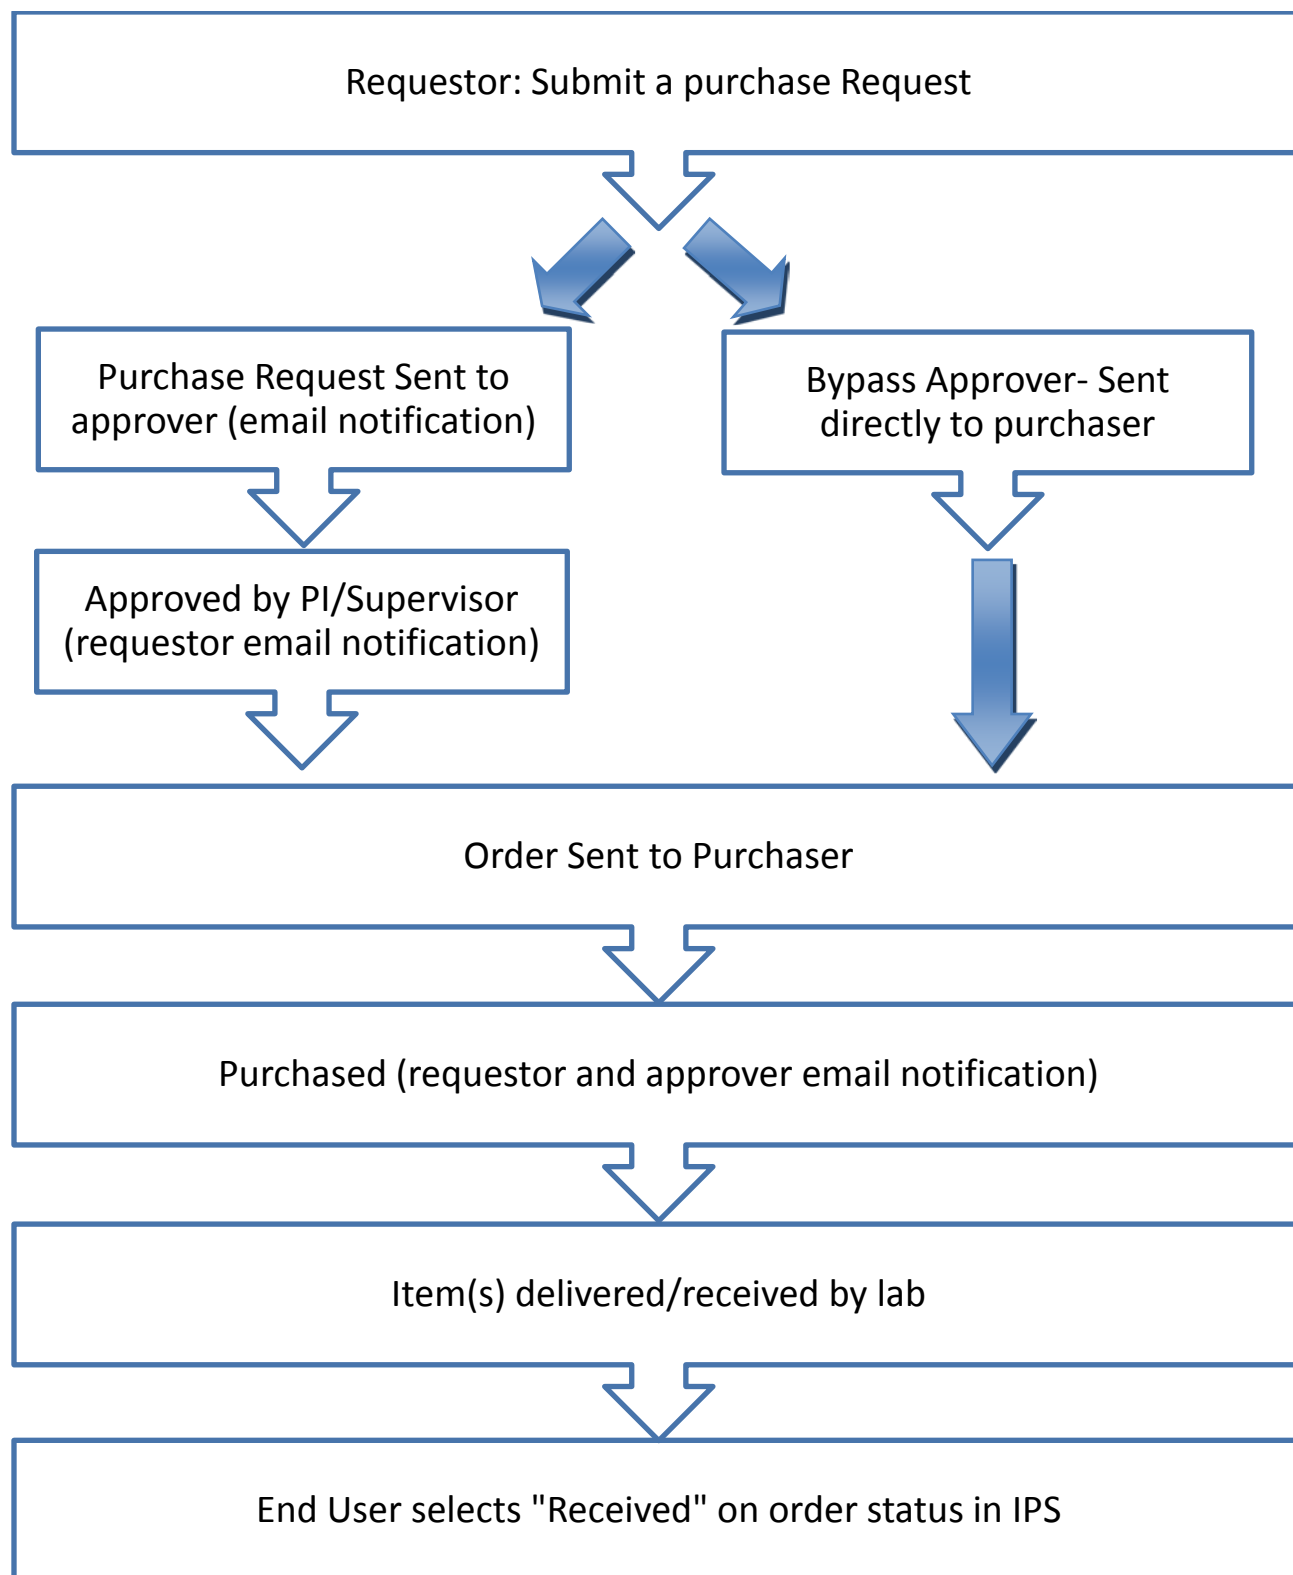 Requestor: Submit a purchase Request
Purchase Request Sent to
approver (email notification)
Bypass Approver- Sent
directly to purchaser
Approved by PI/Supervisor
(requestor email notification)
Order Sent to Purchaser
Purchased (requestor and approver email notification)
Item(s) delivered/received by lab
End User selects "Received" on order status in IPS